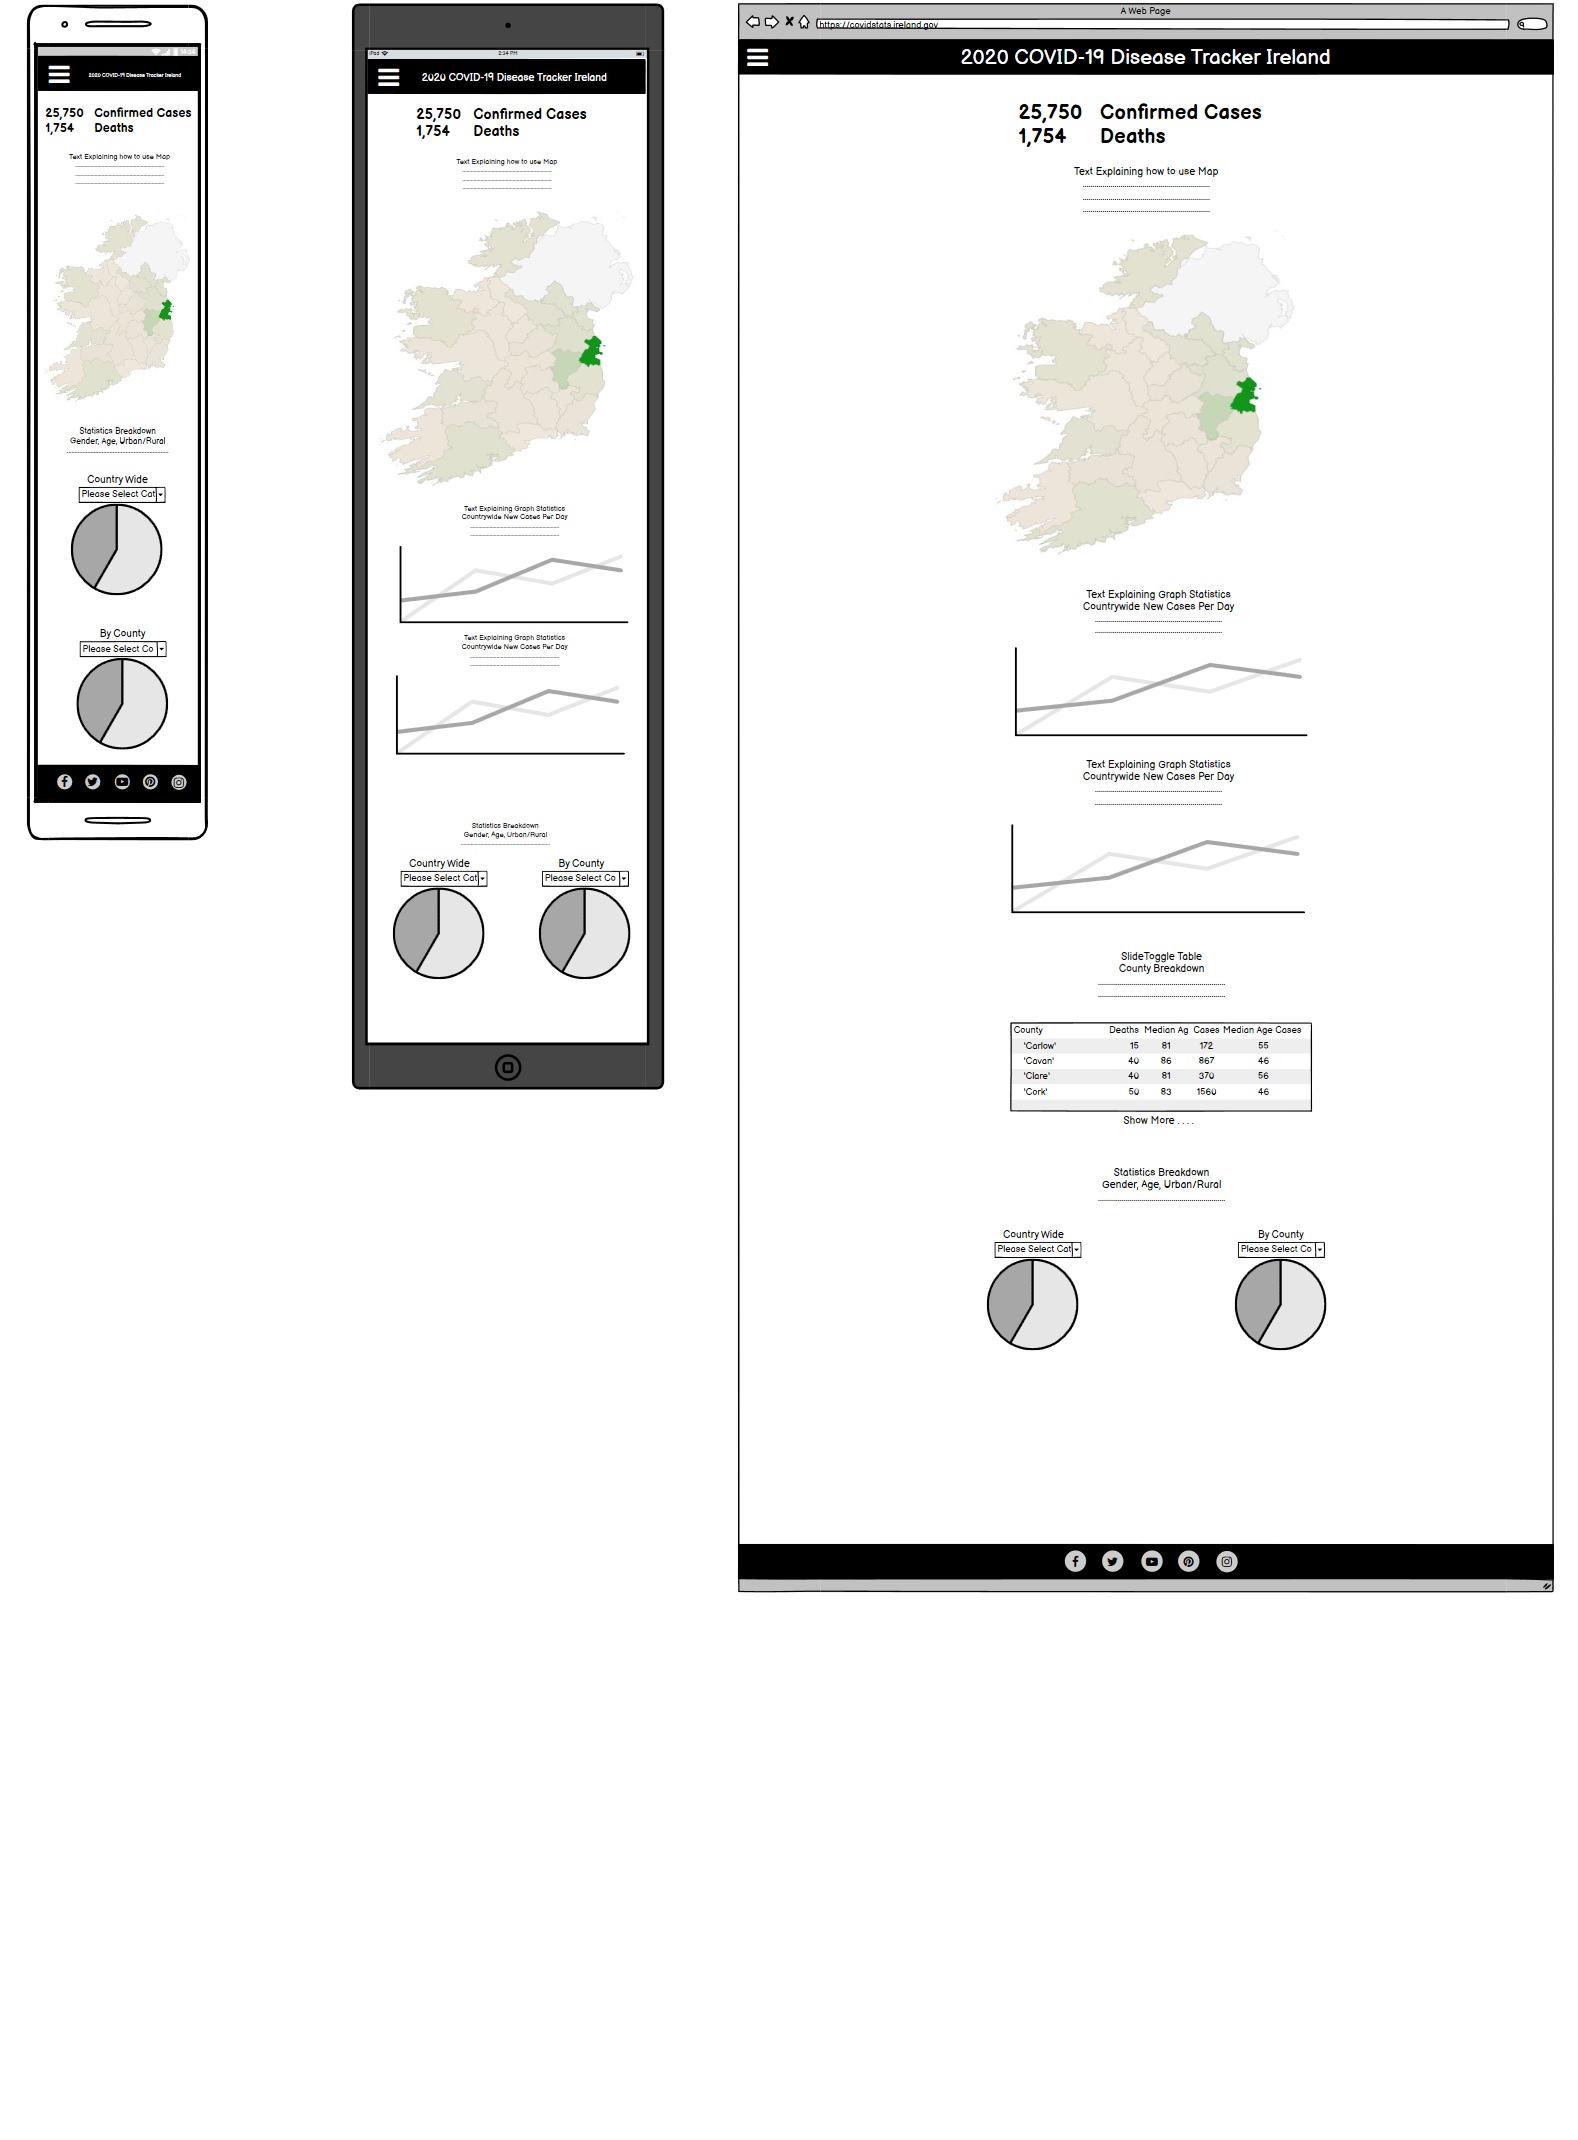 14:34
2020 COVID-19 Disease Tracker Ireland
25,750 Confirmed Cases
1,754 Deaths
Text Explaining how to use Map
Statistics Breakdown
Gender, Age, Urban/Rural
Country Wide
Please Select Cat
By County
Please Select Co
iPad
2:34 PM
2020 COVID-19 Disease Tracker Ireland
25,750 Confirmed Cases
1,754 Deaths
Text Explaining how to use Map
Text Explaining Graph Statistics
Countrywide New Cases Per Day
Text Explaining Graph Statistics
Countrywide New Cases Per Day
Statistics Breakdown
Gender, Age, Urban/Rural
Country Wide By County
Please Select Cat Please Select Co
A Web Page
https://covidstats.ireland.gov
2020 COVID-19 Disease Tracker Ireland
25,750 Confirmed Cases
1,754 Deaths
Text Explaining how to use Map
Text Explaining Graph Statistics
Countrywide New Cases Per Day
Text Explaining Graph Statistics
Countrywide New Cases Per Day
SlideToggle Table
County Breakdown
County Deaths Median Ag Cases Median Age Cases
'Carlow' 15 81 172 55
'Cavan' 40 86 867 46
'Clare' 40 81 370 56
'Cork' 50 83 1560 46
Show More . . . .
Statistics Breakdown
Gender, Age, Urban/Rural
Country Wide By County
Please Select Cat Please Select Co